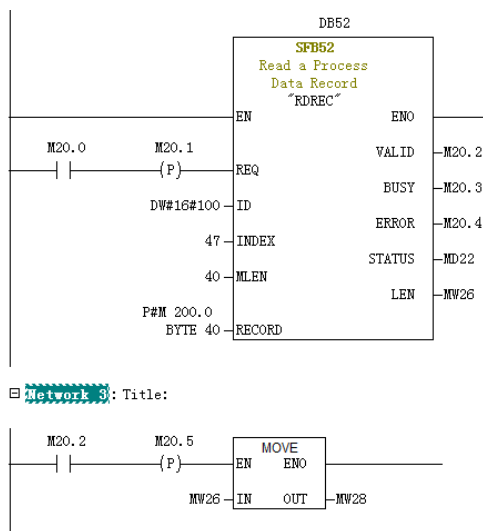 DB52
SFB52
Read a Process
Data Record
"RDREC"
EN ENO
M20.0 M20.1
(P) REQ
VALID M20.2
BUSY M20.3
DW#16#100 ID
ERROR M20.4
47 INDEX
STATUS MD22
40 MLEN
LEN MW26
P#M 200.0
BYTE 40 RECORD
Network 3: Title:
M20.2 M20.5
MOVE
(P) EN ENO
MW26 IN OUT MW28